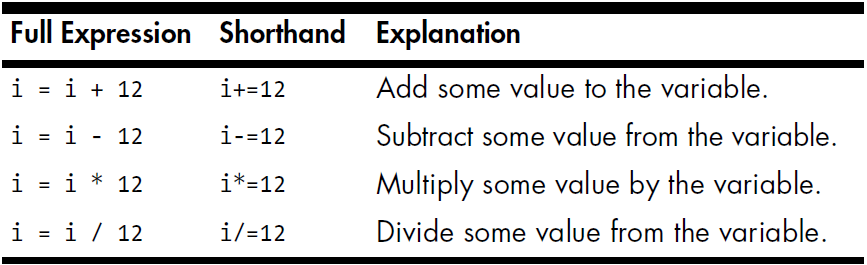 Full Expression Shorthand Explanation
i = i + 12 i+=12 Add some value to the variable.
i = i - 12 i-=12 Subtract some value from the variable.
i = i * 12 i*=12 Multiply some value by the variable.
i = i / 12 i/=12 Divide some value from the variable.